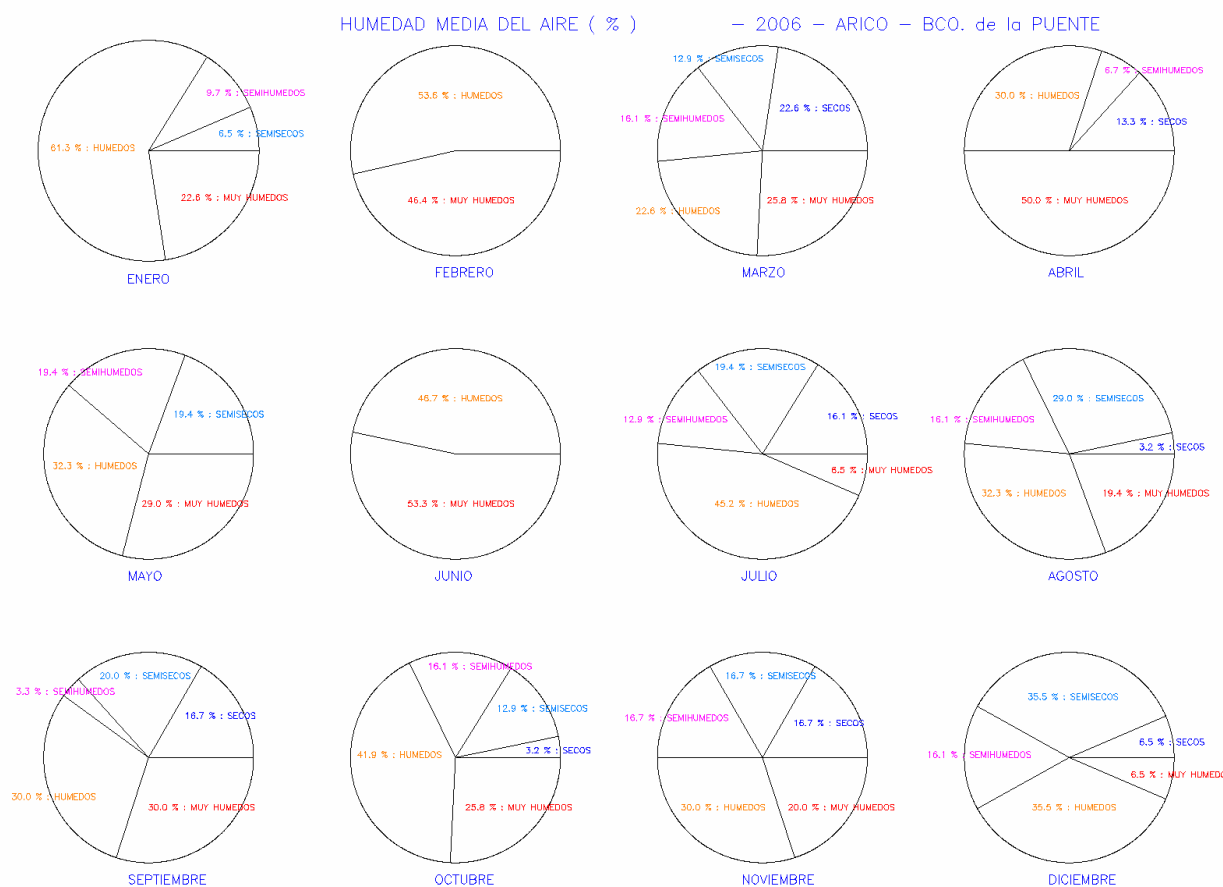 HUMEDAD MEDIA DEL AIRE ( % ) – 2006 – ARICO – BCO. de la PUENTE
9.7 % : SEMIHUMEDOS
6.5 % : SEMISECOS
61.3 % : HUMEDOS
22.6 % : MUY HUMEDOS
ENERO
53.6 % : HUMEDOS
46.4 % : MUY HUMEDOS
FEBRERO
12.9 % : SEMISECOS
22.6 % : SECOS
16.1 % : SEMIHUMEDOS
22.6 % : HUMEDOS
25.8 % : MUY HUMEDOS
MARZO
6.7 % : SEMIHUMEDOS
30.0 % : HUMEDOS
13.3 % : SECOS
50.0 % : MUY HUMEDOS
ABRIL
19.4 % : SEMIHUMEDOS
19.4 % : SEMISECOS
32.3 % : HUMEDOS
29.0 % : MUY HUMEDOS
MAYO
46.7 % : HUMEDOS
53.3 % : MUY HUMEDOS
JUNIO
19.4 % : SEMISECOS
16.1 % : SECOS
12.9 % : SEMIHUMEDOS
6.5 % : MUY HUMEDOS
45.2 % : HUMEDOS
JULIO
29.0 % : SEMISECOS
16.1 % : SEMIHUMEDOS
3.2 % : SECOS
32.3 % : HUMEDOS
19.4 % : MUY HUMEDOS
AGOSTO
20.0 % : SEMISECOS
3.3 % : SEMIHUMEDOS
16.7 % : SECOS
30.0 % : HUMEDOS
30.0 % : MUY HUMEDOS
SEPTIEMBRE
16.1 % : SEMIHUMEDOS
12.9 % : SEMISECOS
41.9 % : HUMEDOS
3.2 % : SECOS
25.8 % : MUY HUMEDOS
OCTUBRE
16.7 % : SEMISECOS
16.7 % : SEMIHUMEDOS
16.7 % : SECOS
30.0 % : HUMEDOS
20.0 % : MUY HUMEDOS
NOVIEMBRE
35.5 % : SEMISECOS
6.5 % : SECOS
16.1 % : SEMIHUMEDOS
6.5 % : MUY HUMEDO
35.5 % : HUMEDOS
DICIEMBRE